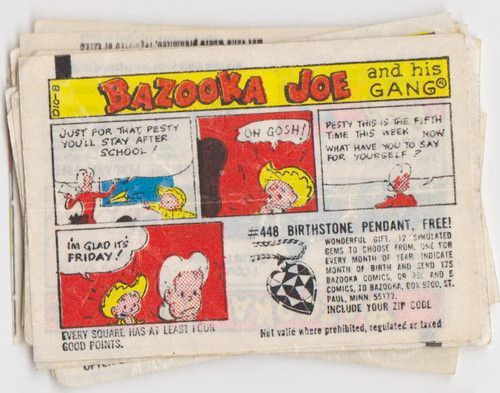 BAZOOKA JOE
and his
GANG®
JUST FOR THAT, PESTY
YOU'LL STAY AFTER
SCHOOL!
OH GOSH!
PESTY THIS IS THE FIFTH
TIME THIS WEEK NOW
WHAT HAVE YOU TO SAY
FOR YOURSELF?
I'M GLAD IT'S
FRIDAY!
EVERY SQUARE HAS AT LEAST FOUR
GOOD POINTS.
#448 BIRTHSTONE PENDANT, FREE!
WONDERFUL GIFT. 12 SIMULATED
GEMS TO CHOOSE FROM, ONE FOR
EVERY MONTH OF YEAR. INDICATE
MONTH OF BIRTH AND SEND 175
BAZOOKA COMICS, OR 35¢ AND 5
COMICS, TO BAZOOKA, BOX 9200, ST.
PAUL, MINN. 55177.
INCLUDE YOUR ZIP CODE
Not valid where prohibited, regulated or taxed